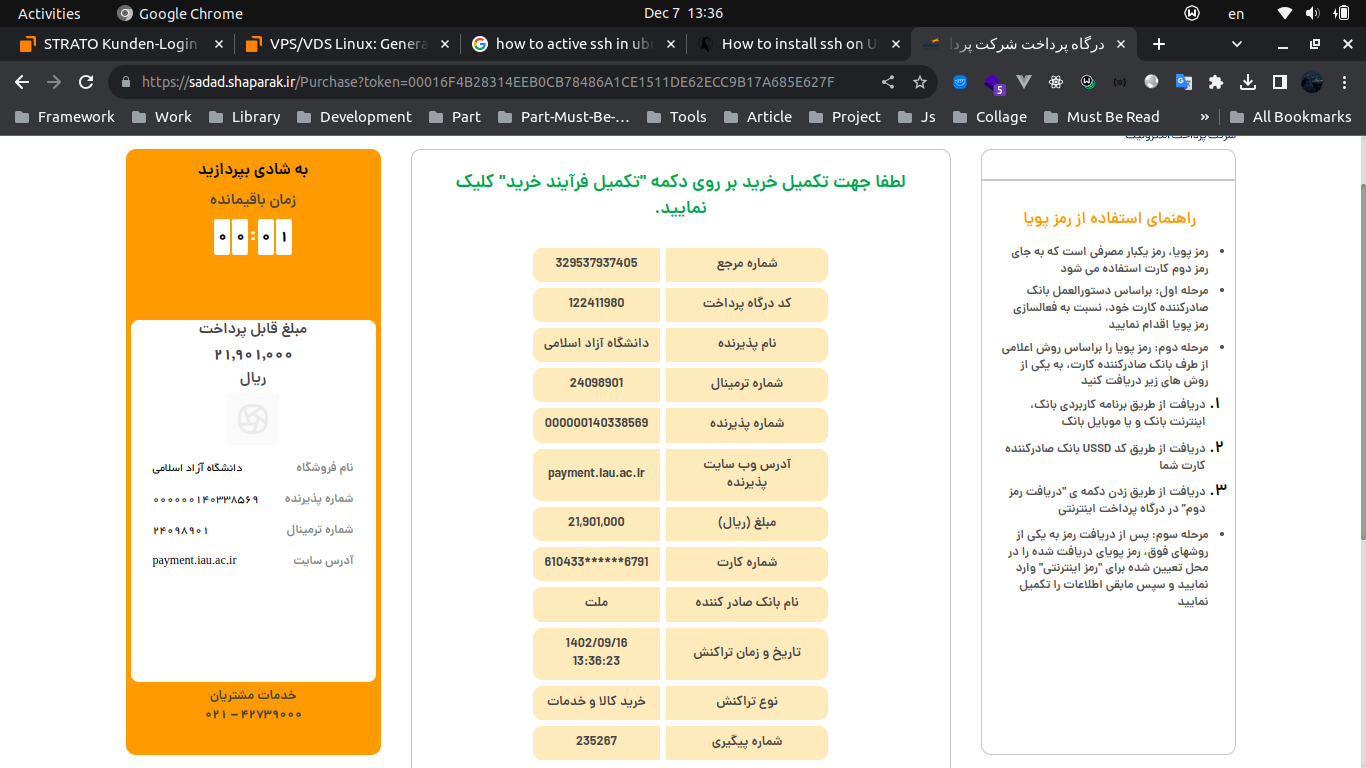 Activities
Google Chrome
Dec 7 13:36
en
STRATO Kunden-Login
VPS/VDS Linux: Genera
how to active ssh in ubu
How to install ssh on U
درگاه پرداخت شرکت پردا
https://sadad.shaparak.ir/Purchase?token=00016F4B28314EEB0CB78486A1CE1511DE62ECC9B17A685E627F
5
Framework
Work
Library
Development
Part
Part-Must-Be-…
Tools
Article
Project
Js
Collage
Must Be Read
»
All Bookmarks
شرکت پرداخت الکترونیک
راهنمای استفاده از رمز پویا
رمز پویا، رمز یکبار مصرفی است که به جای
رمز دوم کارت استفاده می شود
مرحله اول: براساس دستورالعمل بانک
صادرکننده کارت خود، نسبت به فعالسازی
رمز پویا اقدام نمایید
مرحله دوم: رمز پویا را براساس روش اعلامی
از طرف بانک صادرکننده کارت، به یکی از
روش های زیر دریافت کنید
۱. دریافت از طریق برنامه کاربردی بانک،
اینترنت بانک و یا موبایل بانک
۲. دریافت از طریق کد USSD بانک صادرکننده
کارت شما
۳. دریافت از طریق زدن دکمه ی "دریافت رمز
دوم" در درگاه پرداخت اینترنتی
مرحله سوم: پس از دریافت رمز به یکی از
روشهای فوق، رمز پویای دریافت شده را در
محل تعیین شده برای "رمز اینترنتی" وارد
نمایید و سپس مابقی اطلاعات را تکمیل
نمایید
لطفا جهت تکمیل خرید بر روی دکمه "تکمیل فرآیند خرید" کلیک
نمایید.
شماره مرجع 329537937405
کد درگاه پرداخت 122411980
نام پذیرنده دانشگاه آزاد اسلامی
شماره ترمینال 24098901
شماره پذیرنده 000000140338569
آدرس وب سایت
پذیرنده
payment.iau.ac.ir
مبلغ (ریال) 21,901,000
شماره کارت 610433******6791
نام بانک صادر کننده ملت
تاریخ و زمان تراکنش
1402/09/16
13:36:23
نوع تراکنش خرید کالا و خدمات
شماره پیگیری 235267
به شادی بپردازید
زمان باقیمانده
۰۰:۰۱
مبلغ قابل پرداخت
۲۱,۹۰۱,۰۰۰
ریال
نام فروشگاه دانشگاه آزاد اسلامی
شماره پذیرنده ۰۰۰۰۰۰۱۴۰۳۳۸۵۶۹
شماره ترمینال ۲۴۰۹۸۹۰۱
آدرس سایت payment.iau.ac.ir
خدمات مشتریان
۰۲۱ – ۴۲۷۳۹۰۰۰